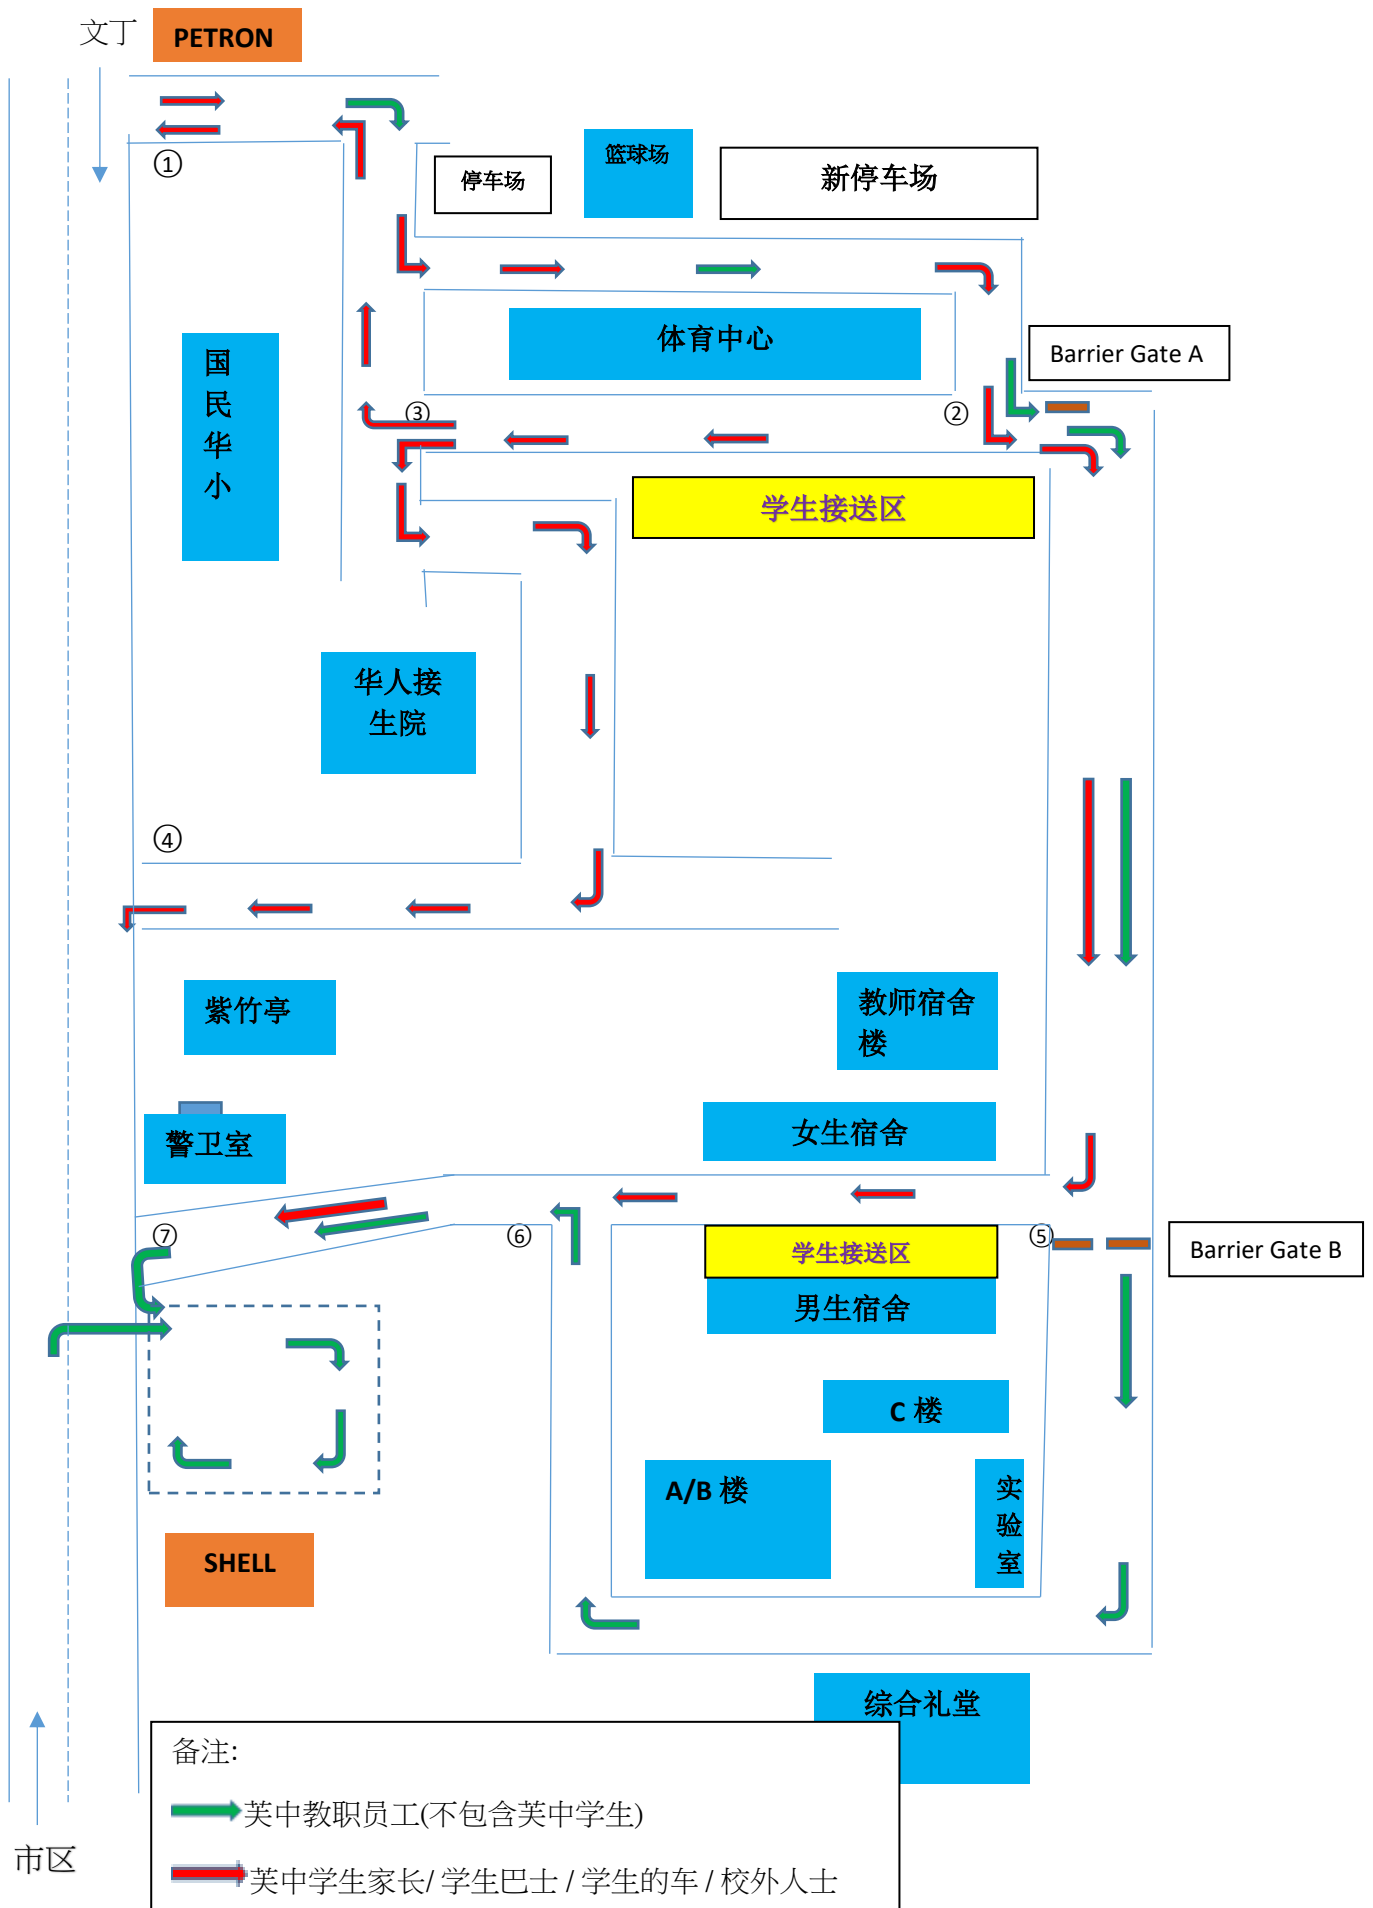 文丁
PETRON
①
停车场
篮球场
新停车场
体育中心
Barrier Gate A
国
民
华
小
③
②
学生接送区
华人接
生院
④
紫竹亭
教师宿舍
楼
女生宿舍
警卫室
⑦
⑥
⑤
学生接送区
Barrier Gate B
男生宿舍
C 楼
A/B 楼
实
验
室
SHELL
综合礼堂
备注:
芙中教职员工(不包含芙中学生)
芙中学生家长/ 学生巴士 / 学生的车 / 校外人士
市区